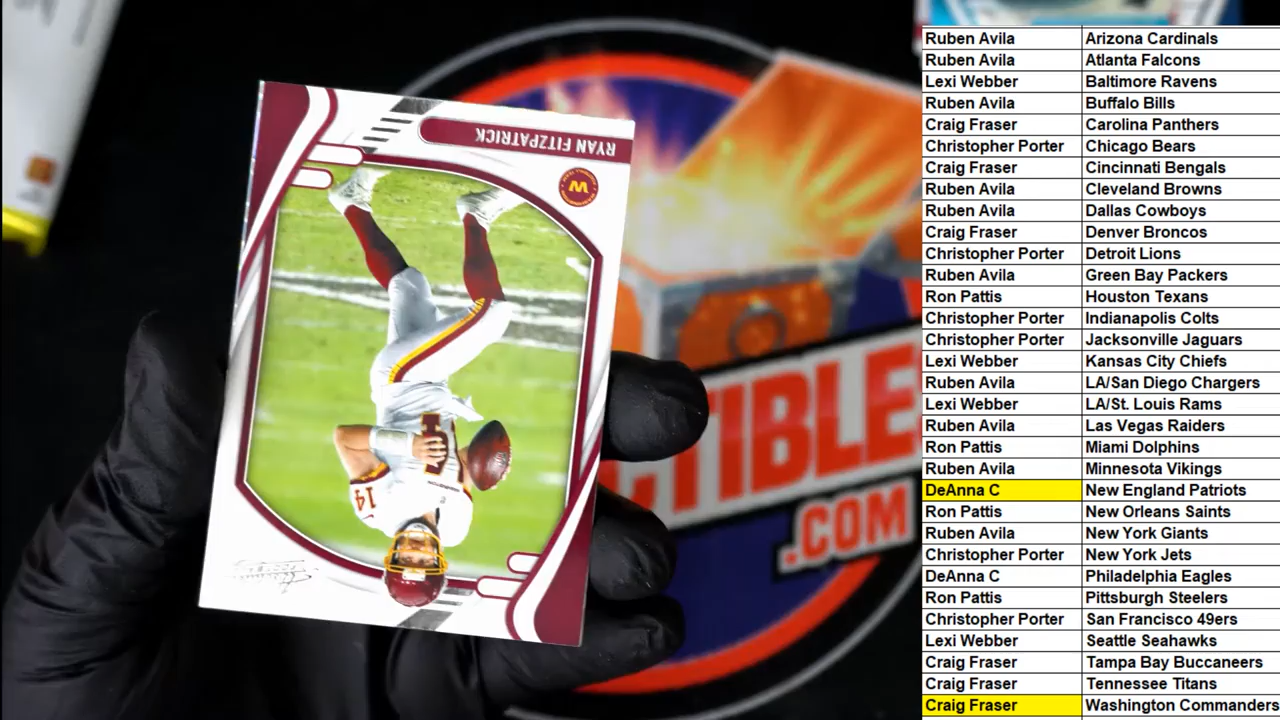 RYAN FITZPATRICK
W
14
CTIBLE
.COM
Ruben Avila Arizona Cardinals
Ruben Avila Atlanta Falcons
Lexi Webber Baltimore Ravens
Ruben Avila Buffalo Bills
Craig Fraser Carolina Panthers
Christopher Porter Chicago Bears
Craig Fraser Cincinnati Bengals
Ruben Avila Cleveland Browns
Ruben Avila Dallas Cowboys
Craig Fraser Denver Broncos
Christopher Porter Detroit Lions
Ruben Avila Green Bay Packers
Ron Pattis Houston Texans
Christopher Porter Indianapolis Colts
Christopher Porter Jacksonville Jaguars
Lexi Webber Kansas City Chiefs
Ruben Avila LA/San Diego Chargers
Lexi Webber LA/St. Louis Rams
Ruben Avila Las Vegas Raiders
Ron Pattis Miami Dolphins
Ruben Avila Minnesota Vikings
DeAnna C New England Patriots
Ron Pattis New Orleans Saints
Ruben Avila New York Giants
Christopher Porter New York Jets
DeAnna C Philadelphia Eagles
Ron Pattis Pittsburgh Steelers
Christopher Porter San Francisco 49ers
Lexi Webber Seattle Seahawks
Craig Fraser Tampa Bay Buccaneers
Craig Fraser Tennessee Titans
Craig Fraser Washington Commanders